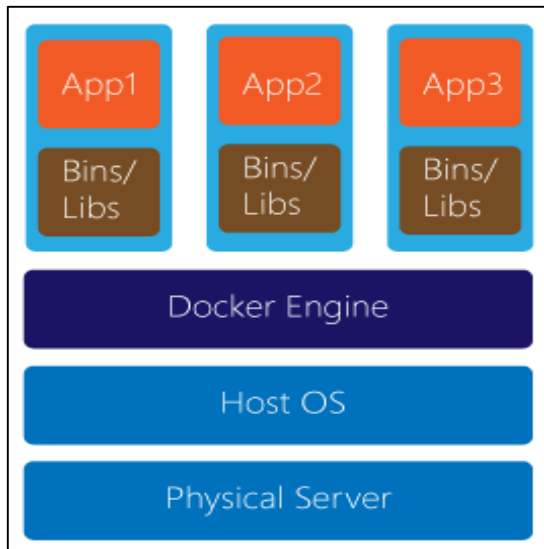 App1
App2
App3
Bins/
Libs
Bins/
Libs
Bins/
Libs
Docker Engine
Host OS
Physical Server